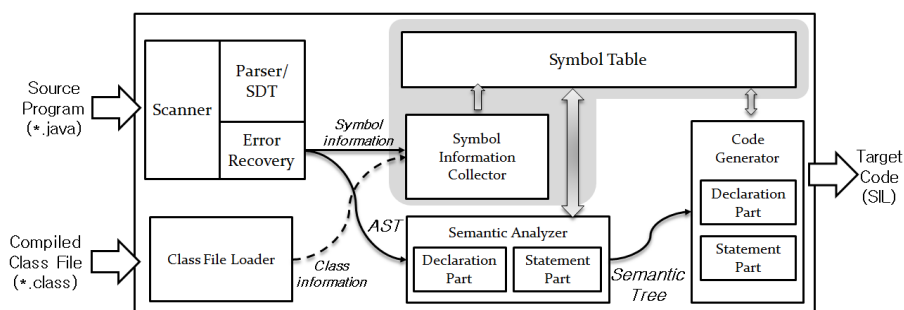 Source
Program
(*.java)
Scanner
Parser/
SDT
Error
Recovery
Symbol
information
Symbol Table
Symbol
Information
Collector
Code
Generator
Declaration
Part
Statement
Part
Target
Code
(SIL)
Compiled
Class File
(*.class)
Class File Loader
Class
information
AST
Semantic Analyzer
Declaration
Part
Statement
Part
Semantic
Tree